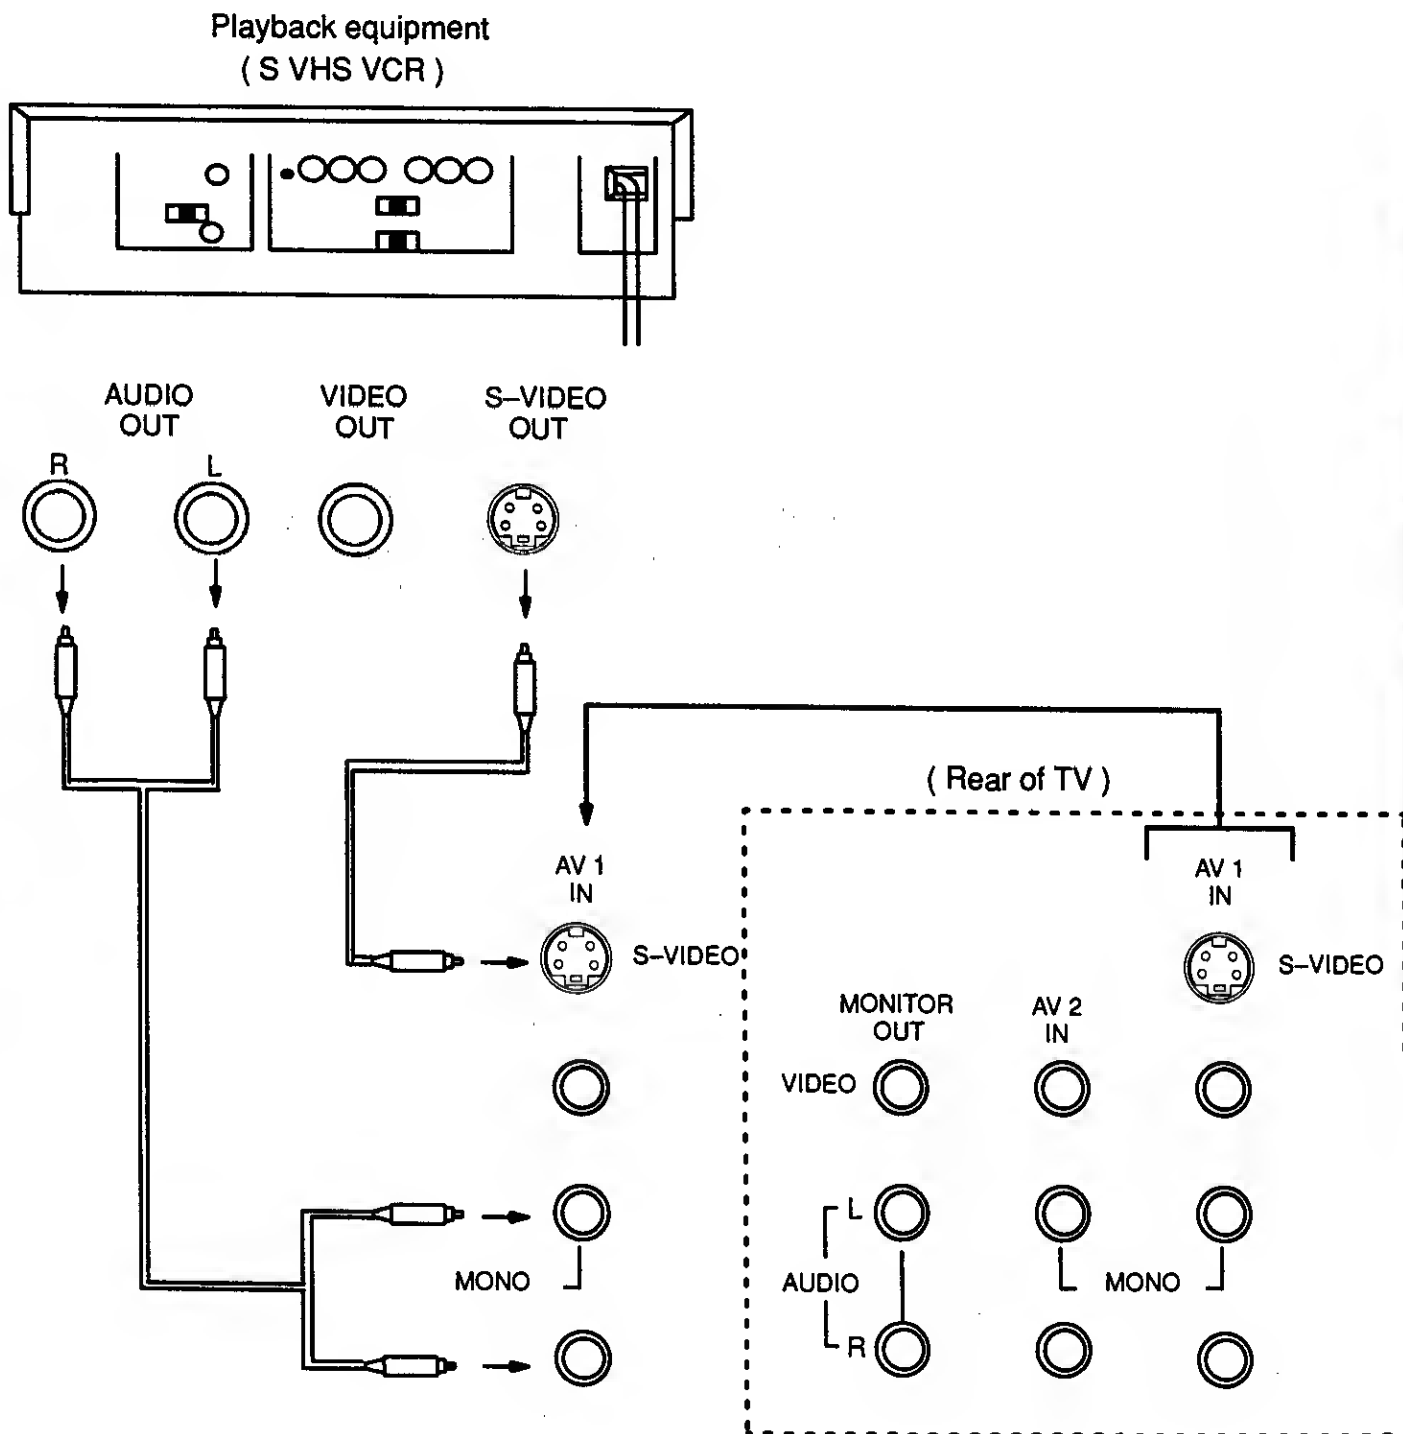 Playback equipment
( S VHS VCR )
AUDIO
OUT
VIDEO
OUT
S–VIDEO
OUT
R
L
( Rear of TV )
AV 1
IN
S–VIDEO
AV 1
IN
S–VIDEO
MONITOR
OUT
AV 2
IN
VIDEO
L
AUDIO
R
MONO
MONO